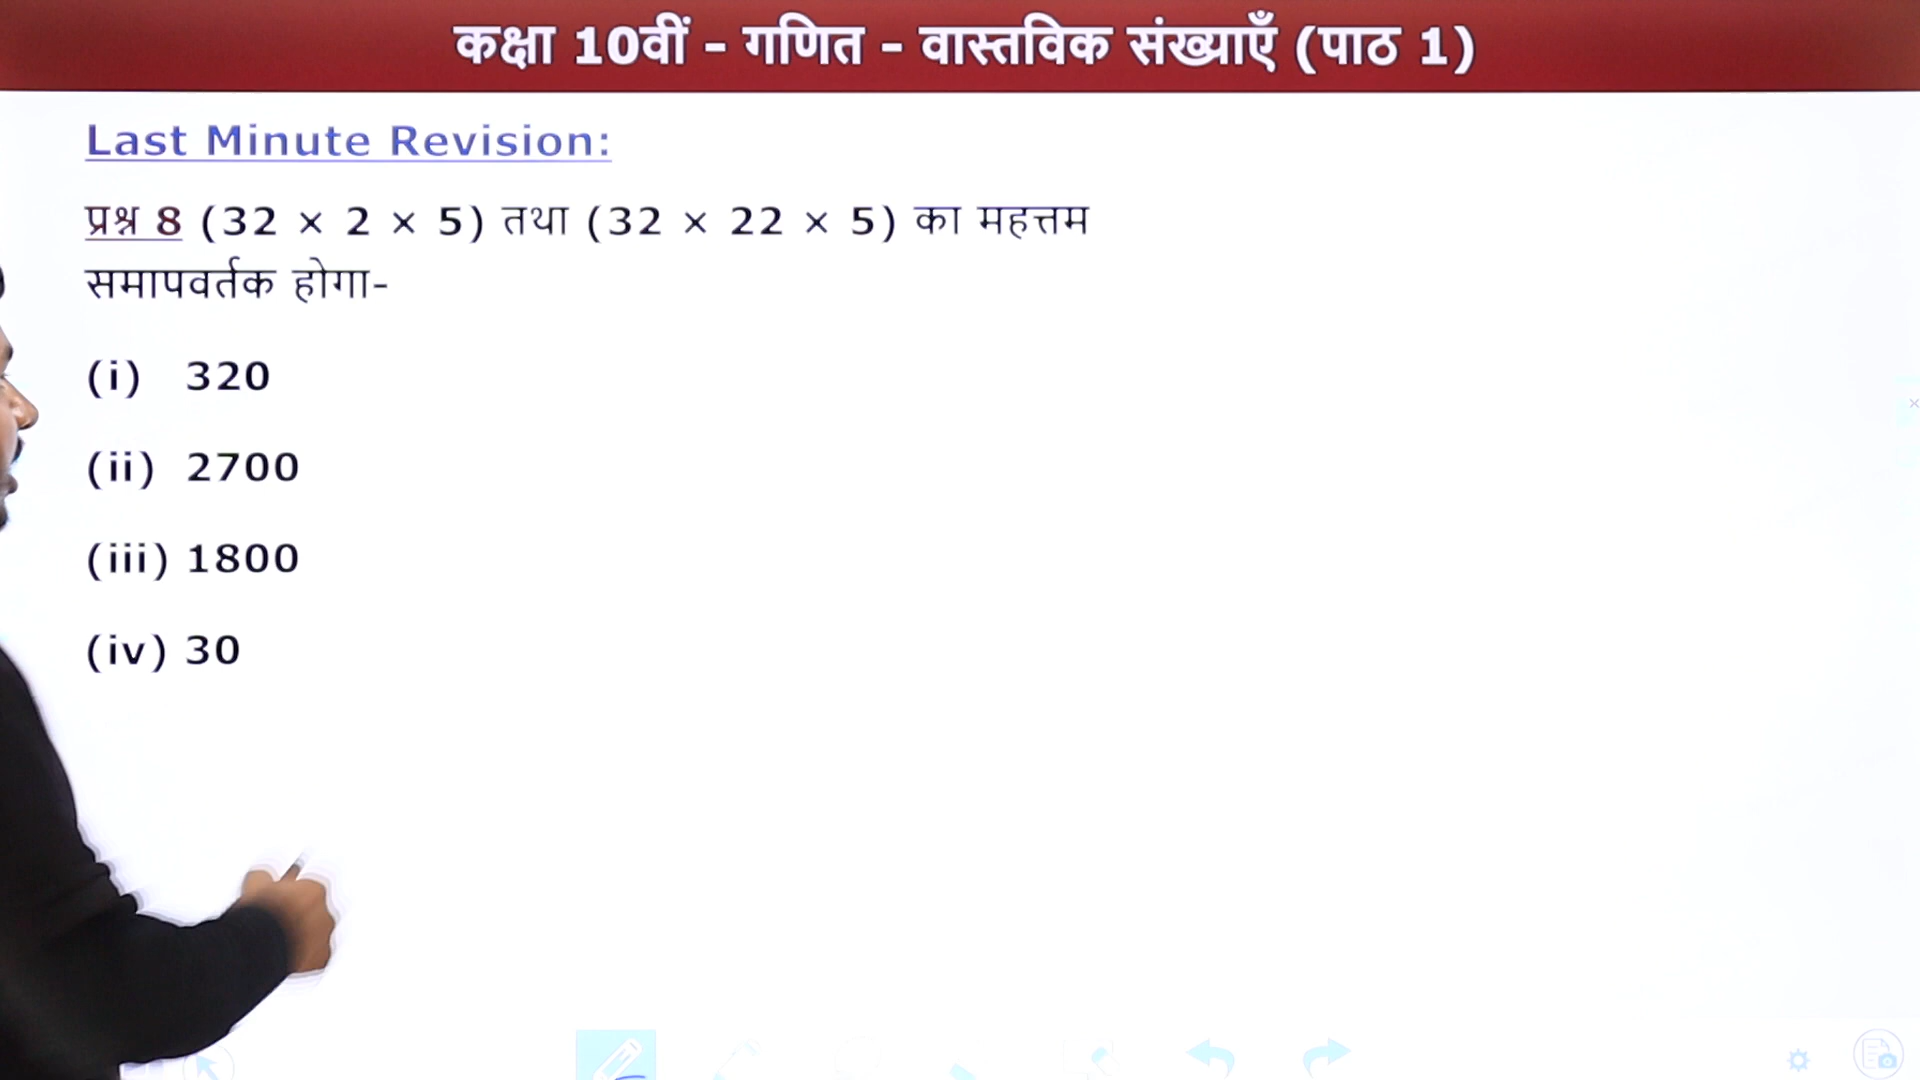 कक्षा 10वीं - गणित - वास्तविक संख्याएँ (पाठ 1)
Last Minute Revision:
प्रश्न 8 (32 × 2 × 5) तथा (32 × 22 × 5) का महत्तम
समापवर्तक होगा-
(i) 320
(ii) 2700
(iii) 1800
(iv) 30